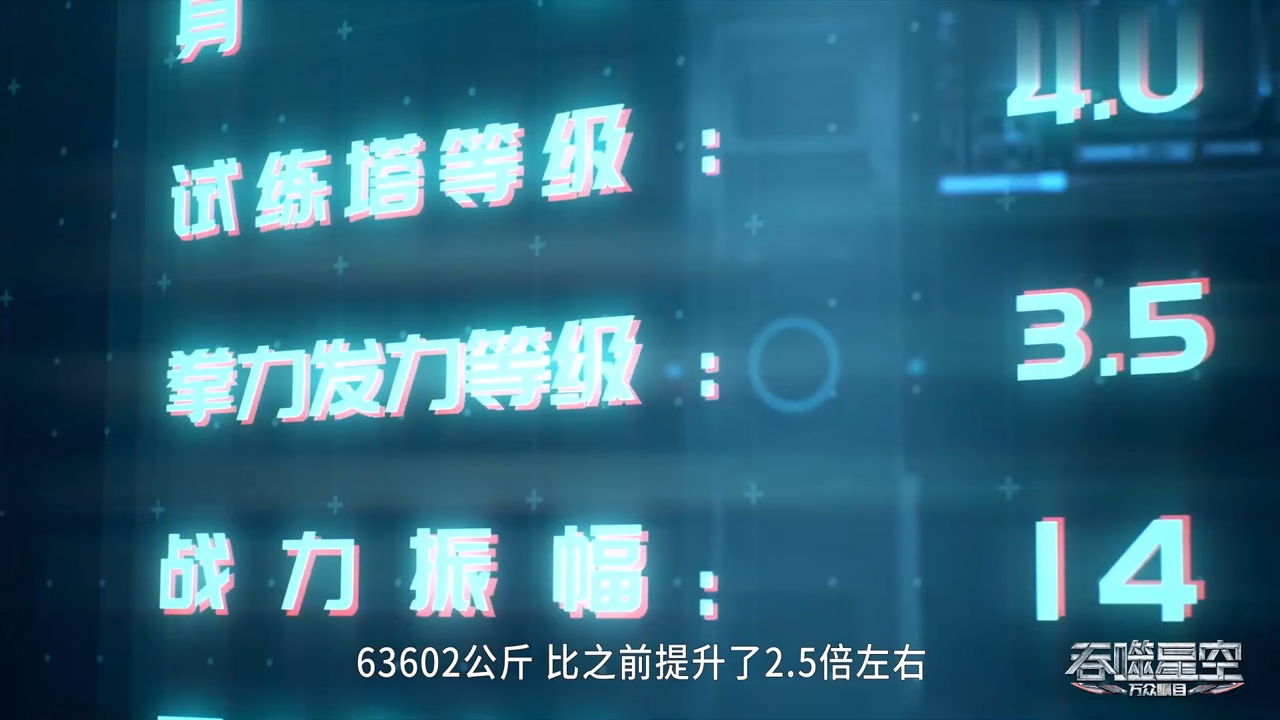 身 4.0
试练塔等级： 
拳力发力等级： 3.5
战力振幅： 14
63602公斤 比之前提升了2.5倍左右
吞噬星空
万众瞩目